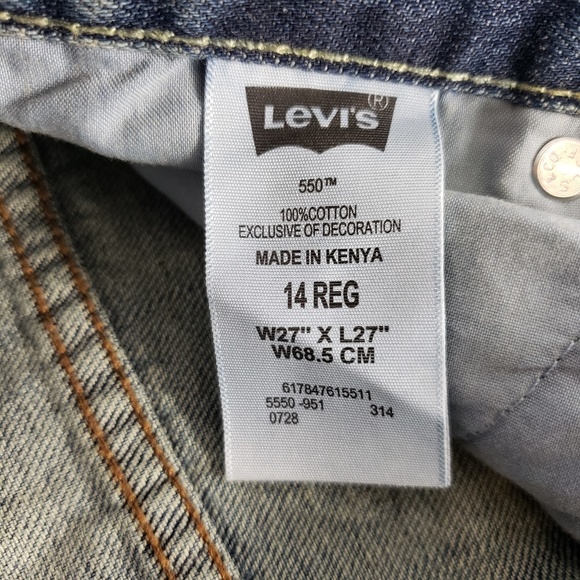 Levi's®
550™
100%COTTON
EXCLUSIVE OF DECORATION
MADE IN KENYA
14 REG
W27" X L27"
W68.5 CM
617847615511
5550 -951 314
0728